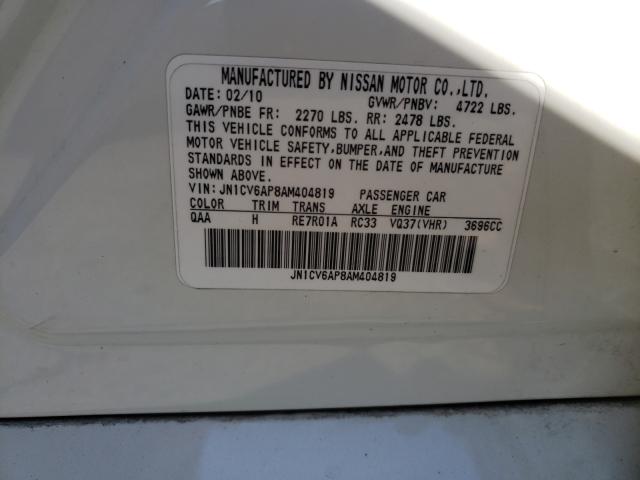 MANUFACTURED BY NISSAN MOTOR CO.,LTD.
DATE: 02/10 GVWR/PNBV: 4722 LBS.
GAWR/PNBE FR: 2270 LBS. RR: 2478 LBS.
THIS VEHICLE CONFORMS TO ALL APPLICABLE FEDERAL
MOTOR VEHICLE SAFETY,BUMPER,AND THEFT PREVENTION
STANDARDS IN EFFECT ON THE DATE OF MANUFACTURE
SHOWN ABOVE.
VIN: JN1CV6AP8AM404819 PASSENGER CAR
COLOR TRIM TRANS AXLE ENGINE
QAA H RE7R01A RC33 VQ37(VHR) 3696CC
JN1CV6AP8AM404819